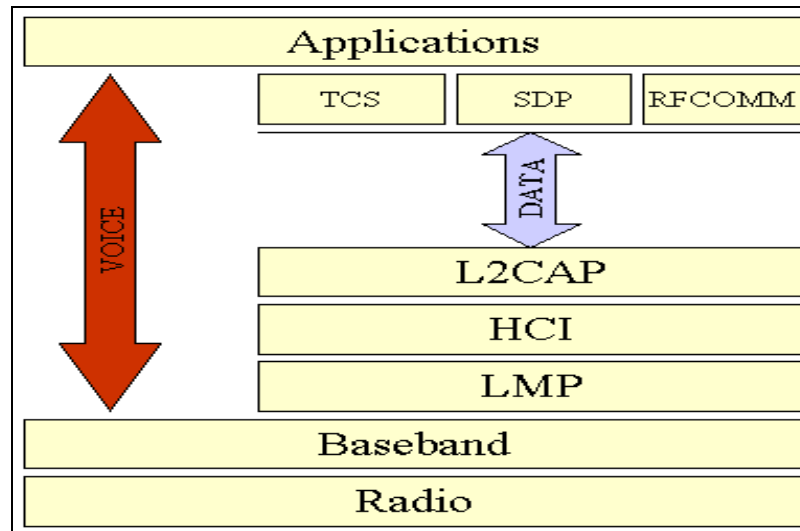 Applications
TCS SDP RFCOMM
VOICE
DATA
L2CAP
HCI
LMP
Baseband
Radio